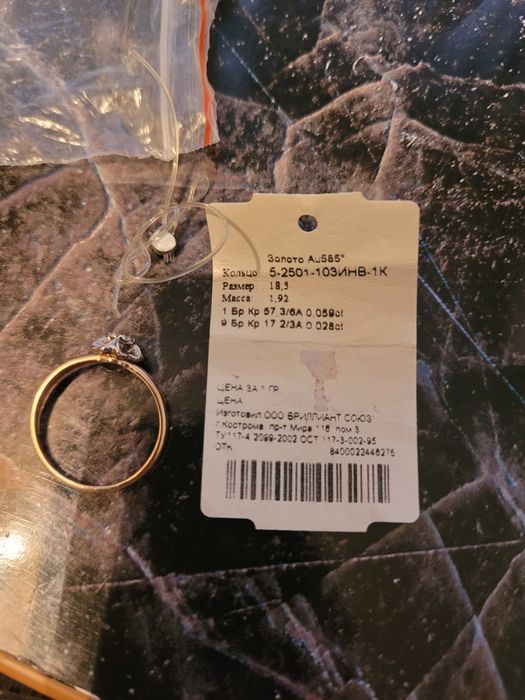 Золото Au585°
Кольцо 5-2501-103ИНВ-1К
Размер: 18,5
Масса: 1,92
1 Бр Кр 57 3/6А 0,059ct
9 Бр Кр 17 2/3А 0,028ct
ЦЕНА ЗА 1 ГР
ЦЕНА
Изготовил ООО БРИЛЛИАНТ СОЮЗ
г.Кострома пр-т Мира 116 пом 3
Ту117-4 2099-2002 ОСТ 117-3-002-95
ОТК 8400022446275